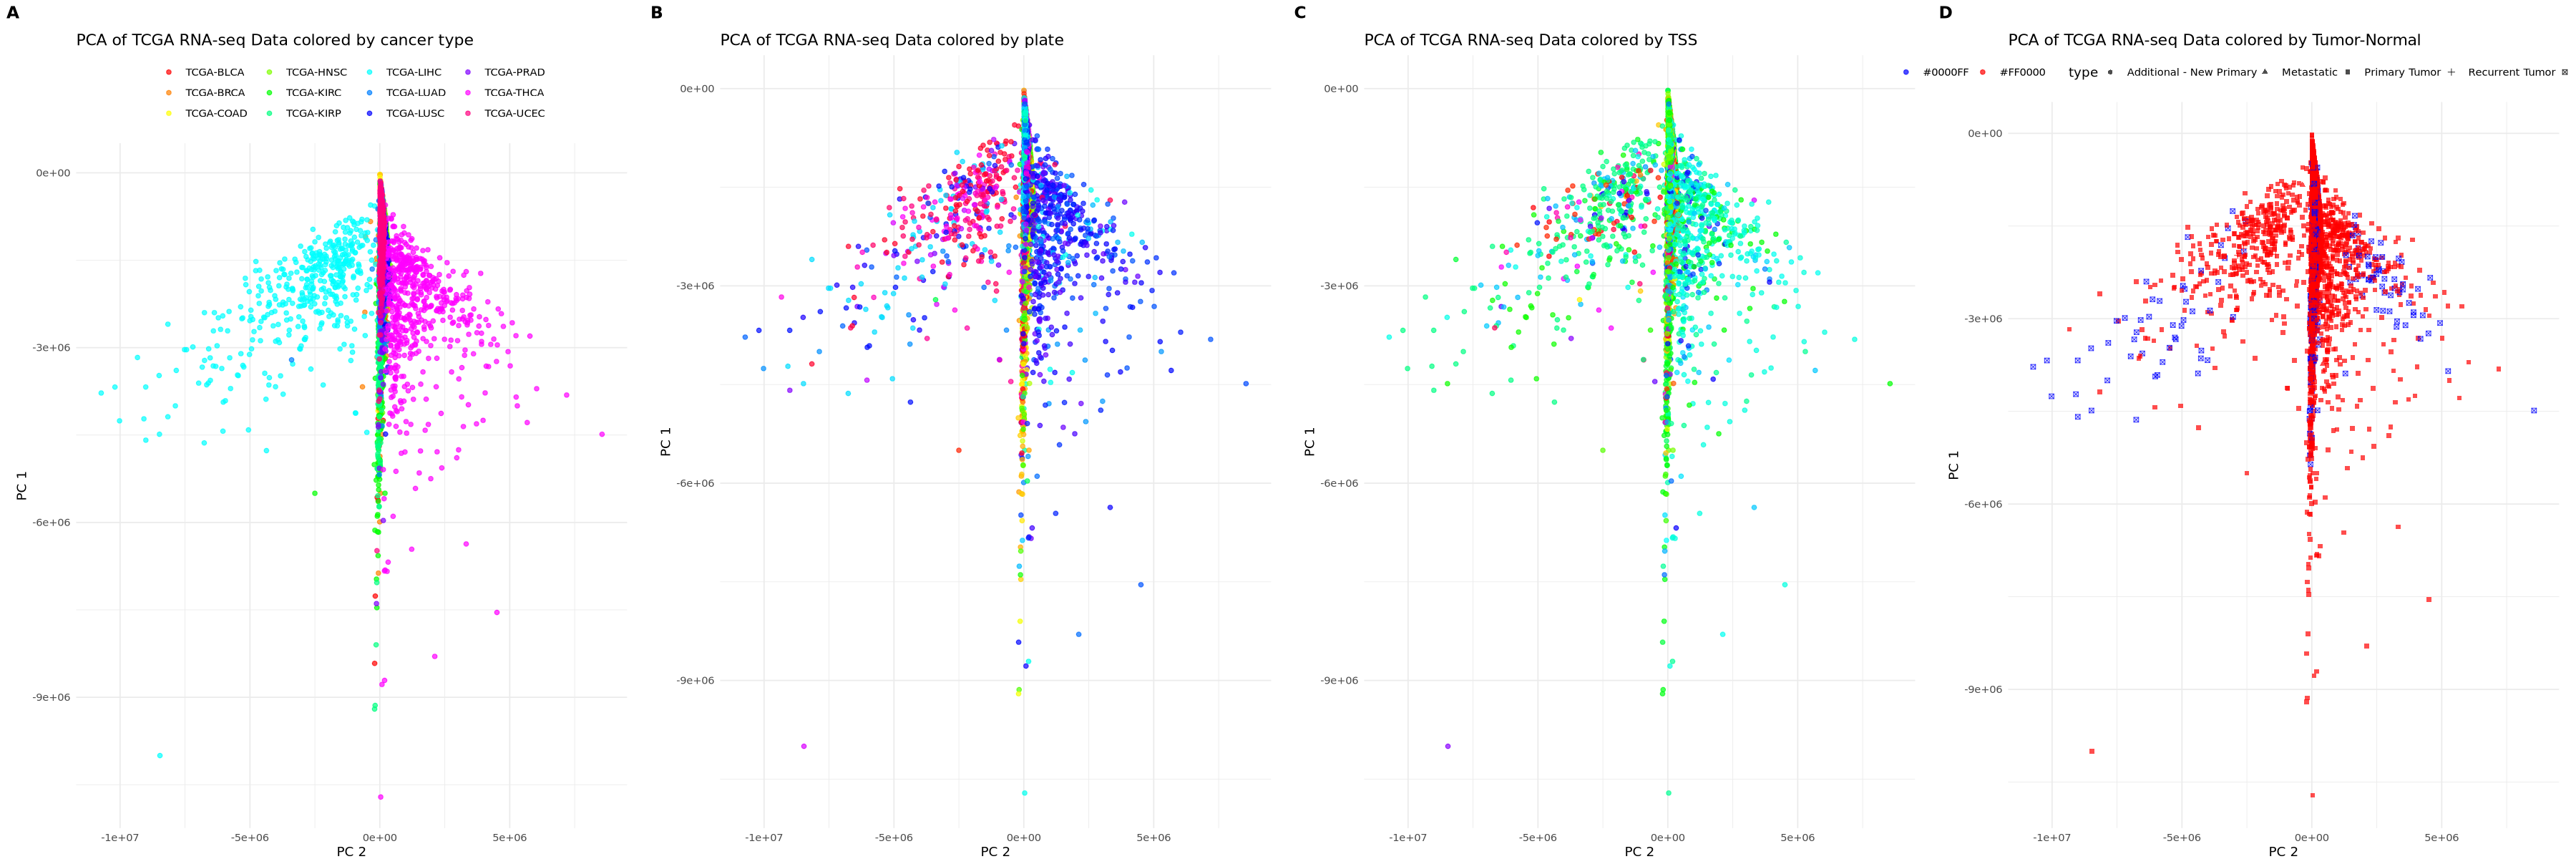 A
PCA of TCGA RNA-seq Data colored by cancer type
TCGA-BLCA TCGA-HNSC TCGA-LIHC TCGA-PRAD
TCGA-BRCA TCGA-KIRC TCGA-LUAD TCGA-THCA
TCGA-COAD TCGA-KIRP TCGA-LUSC TCGA-UCEC
0e+00
-3e+06
-6e+06
-9e+06
PC 1
-1e+07 -5e+06 0e+00 5e+06
PC 2
B
PCA of TCGA RNA-seq Data colored by plate
0e+00
-3e+06
-6e+06
-9e+06
PC 1
-1e+07 -5e+06 0e+00 5e+06
PC 2
C
PCA of TCGA RNA-seq Data colored by TSS
0e+00
-3e+06
-6e+06
-9e+06
PC 1
-1e+07 -5e+06 0e+00 5e+06
PC 2
D
PCA of TCGA RNA-seq Data colored by Tumor-Normal
#0000FF #FF0000 type Additional - New Primary Metastatic Primary Tumor Recurrent Tumor
0e+00
-3e+06
-6e+06
-9e+06
PC 1
-1e+07 -5e+06 0e+00 5e+06
PC 2